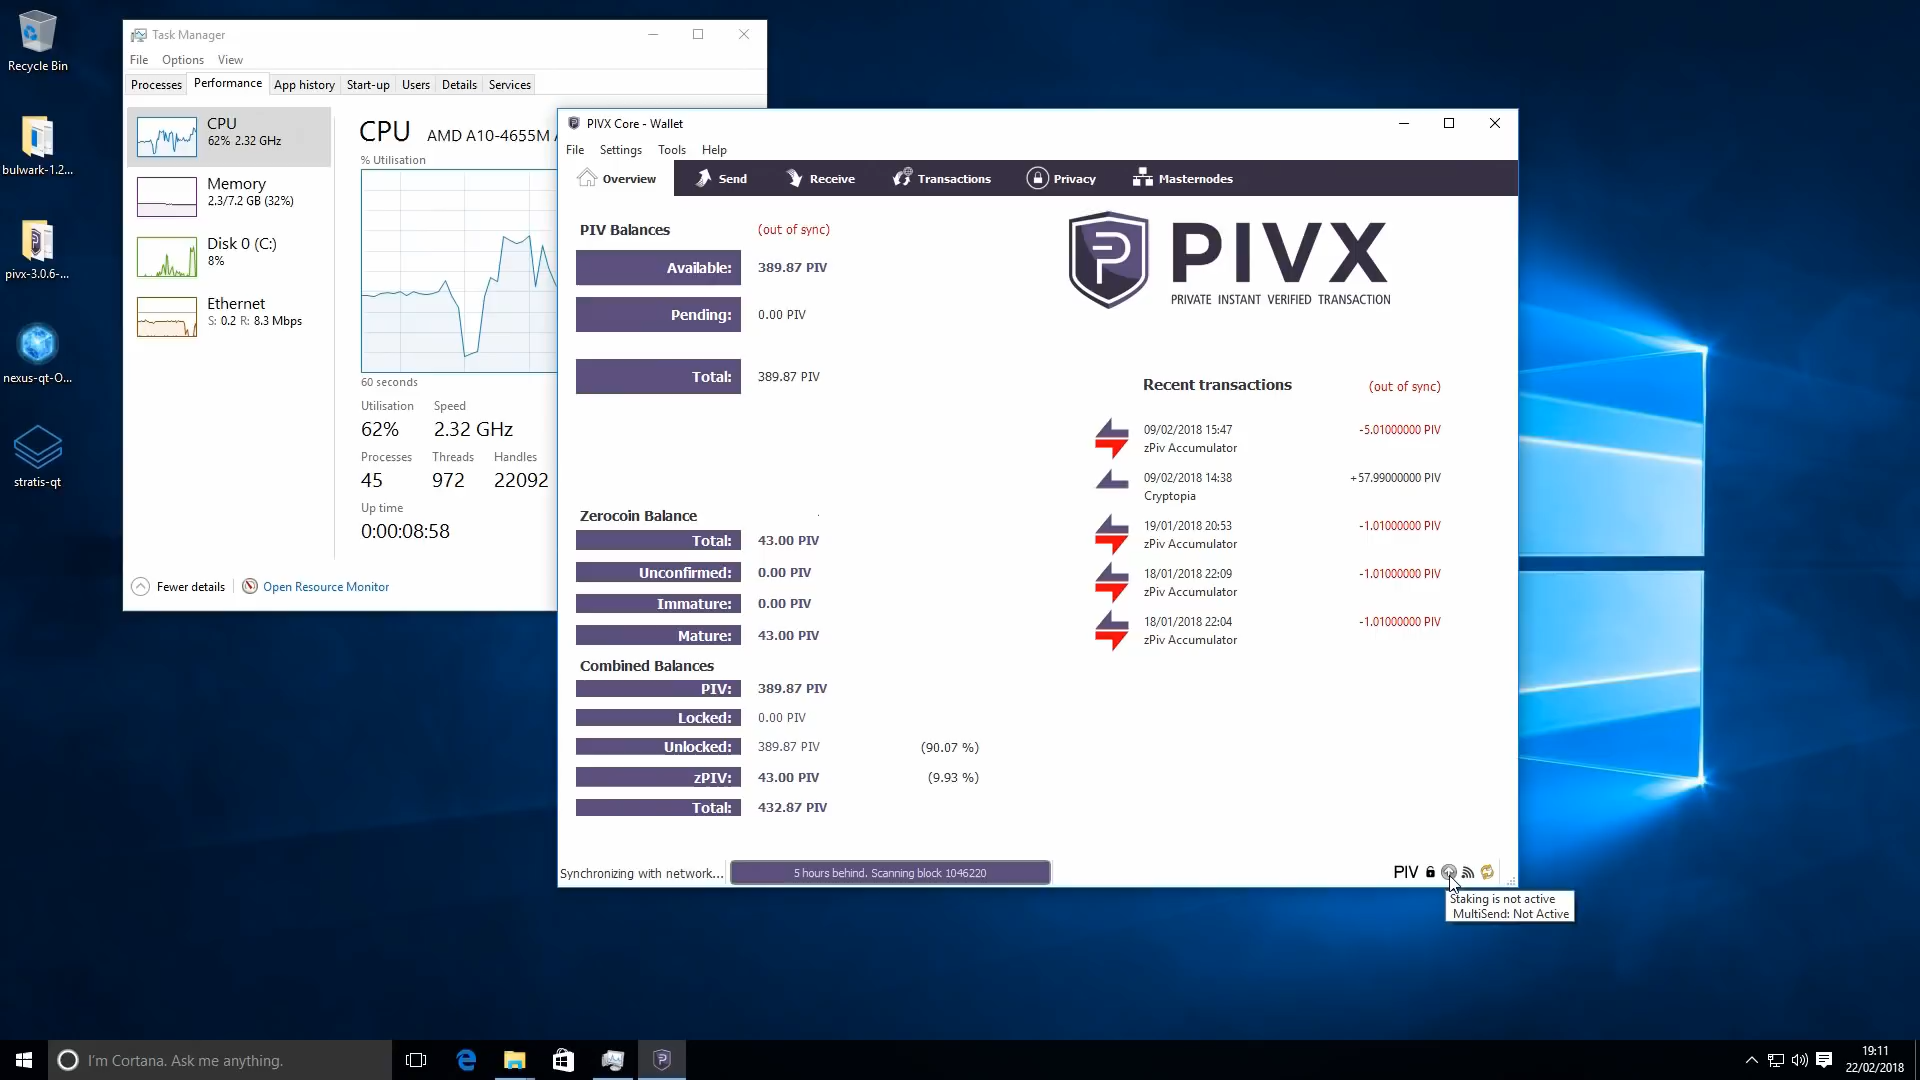 Recycle Bin
bulwark-1.2...
pivx-3.0.6-...
nexus-qt-O...
stratis-qt
Task Manager
File Options View
Processes Performance App history Start-up Users Details Services
CPU
62% 2.32 GHz
Memory
2.3/7.2 GB (32%)
Disk 0 (C:)
8%
Ethernet
S: 0.2 R: 8.3 Mbps
CPU AMD A10-4655M
% Utilisation
60 seconds
Utilisation Speed
62% 2.32 GHz
Processes Threads Handles
45 972 22092
Up time
0:00:08:58
Fewer details Open Resource Monitor
PIVX Core - Wallet
File Settings Tools Help
Overview Send Receive Transactions Privacy Masternodes
PIV Balances (out of sync)
Available: 389.87 PIV
Pending: 0.00 PIV
Total: 389.87 PIV
Zerocoin Balance
Total: 43.00 PIV
Unconfirmed: 0.00 PIV
Immature: 0.00 PIV
Mature: 43.00 PIV
Combined Balances
PIV: 389.87 PIV
Locked: 0.00 PIV
Unlocked: 389.87 PIV (90.07 %)
zPIV: 43.00 PIV (9.93 %)
Total: 432.87 PIV
PIVX
PRIVATE INSTANT VERIFIED TRANSACTION
Recent transactions (out of sync)
09/02/2018 15:47 -5.01000000 PIV
zPiv Accumulator
09/02/2018 14:38 +57.99000000 PIV
Cryptopia
19/01/2018 20:53 -1.01000000 PIV
zPiv Accumulator
18/01/2018 22:09 -1.01000000 PIV
zPiv Accumulator
18/01/2018 22:04 -1.01000000 PIV
zPiv Accumulator
Synchronizing with network... 5 hours behind. Scanning block 1046220
PIV
Staking is not active
MultiSend: Not Active
I'm Cortana. Ask me anything.
19:11
22/02/2018